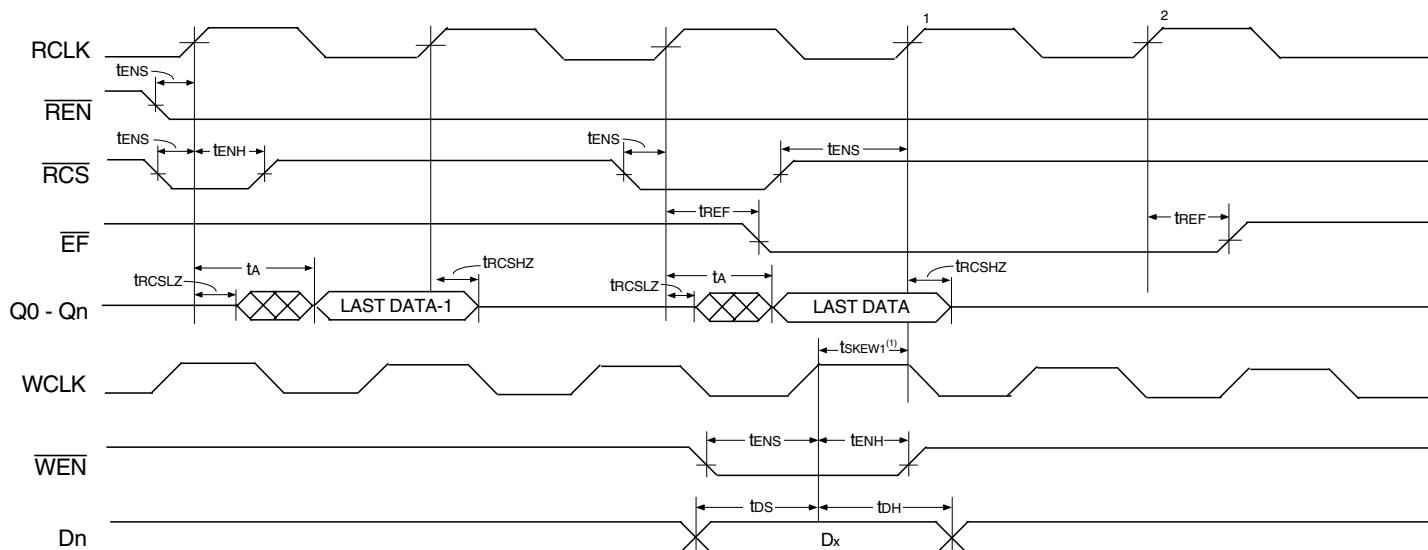 1 2
RCLK
tENS
REN
tENS tENH tENS tENS
RCS
tREF tREF
EF
tA tRCSHZ tA tRCSHZ
tRCSLZ tRCSLZ
Q0 - Qn LAST DATA-1 LAST DATA
tSKEW1(1)
WCLK
tENS tENH
WEN
tDS tDH
Dn Dx